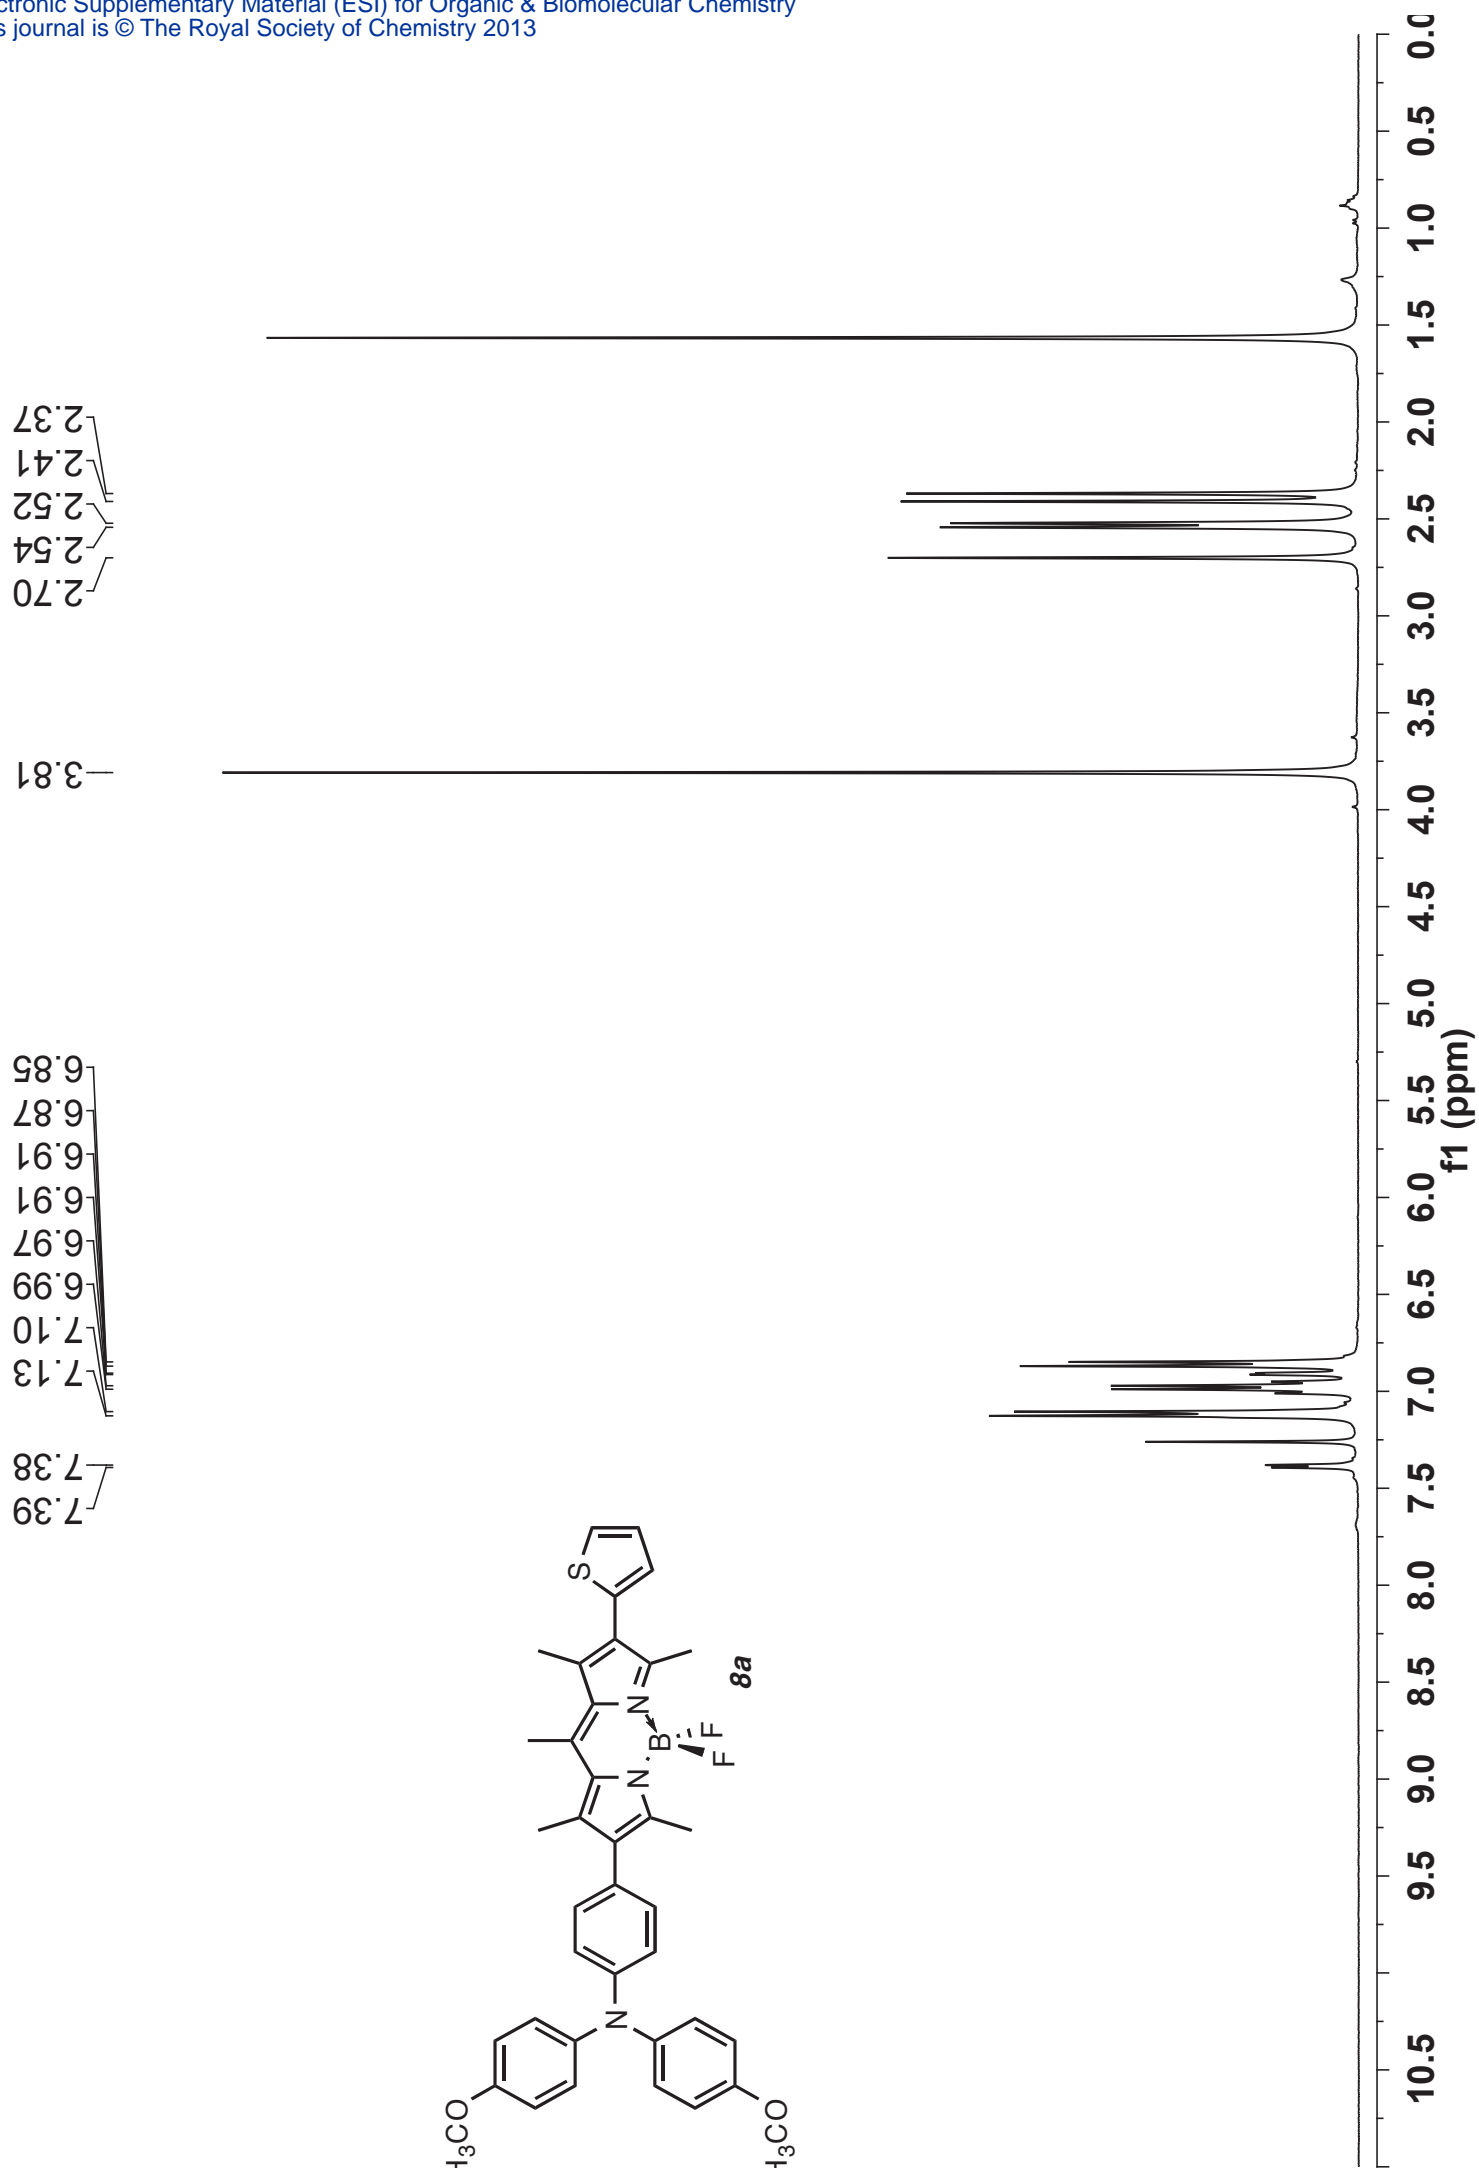 ctronic Supplementary Material (ESI) for Organic & Biomolecular Chemistry
s journal is © The Royal Society of Chemistry 2013
2.37
2.41
2.52
2.54
2.70
3.81
6.85
6.87
6.91
6.91
6.97
6.99
7.10
7.13
7.38
7.39
0.0
0.5
1.0
1.5
2.0
2.5
3.0
3.5
4.0
4.5
5.0
5.5
6.0
6.5
7.0
7.5
8.0
8.5
9.0
9.5
10.5
f1 (ppm)
S
N
B
F
F
N
8a
N
H₃CO
H₃CO